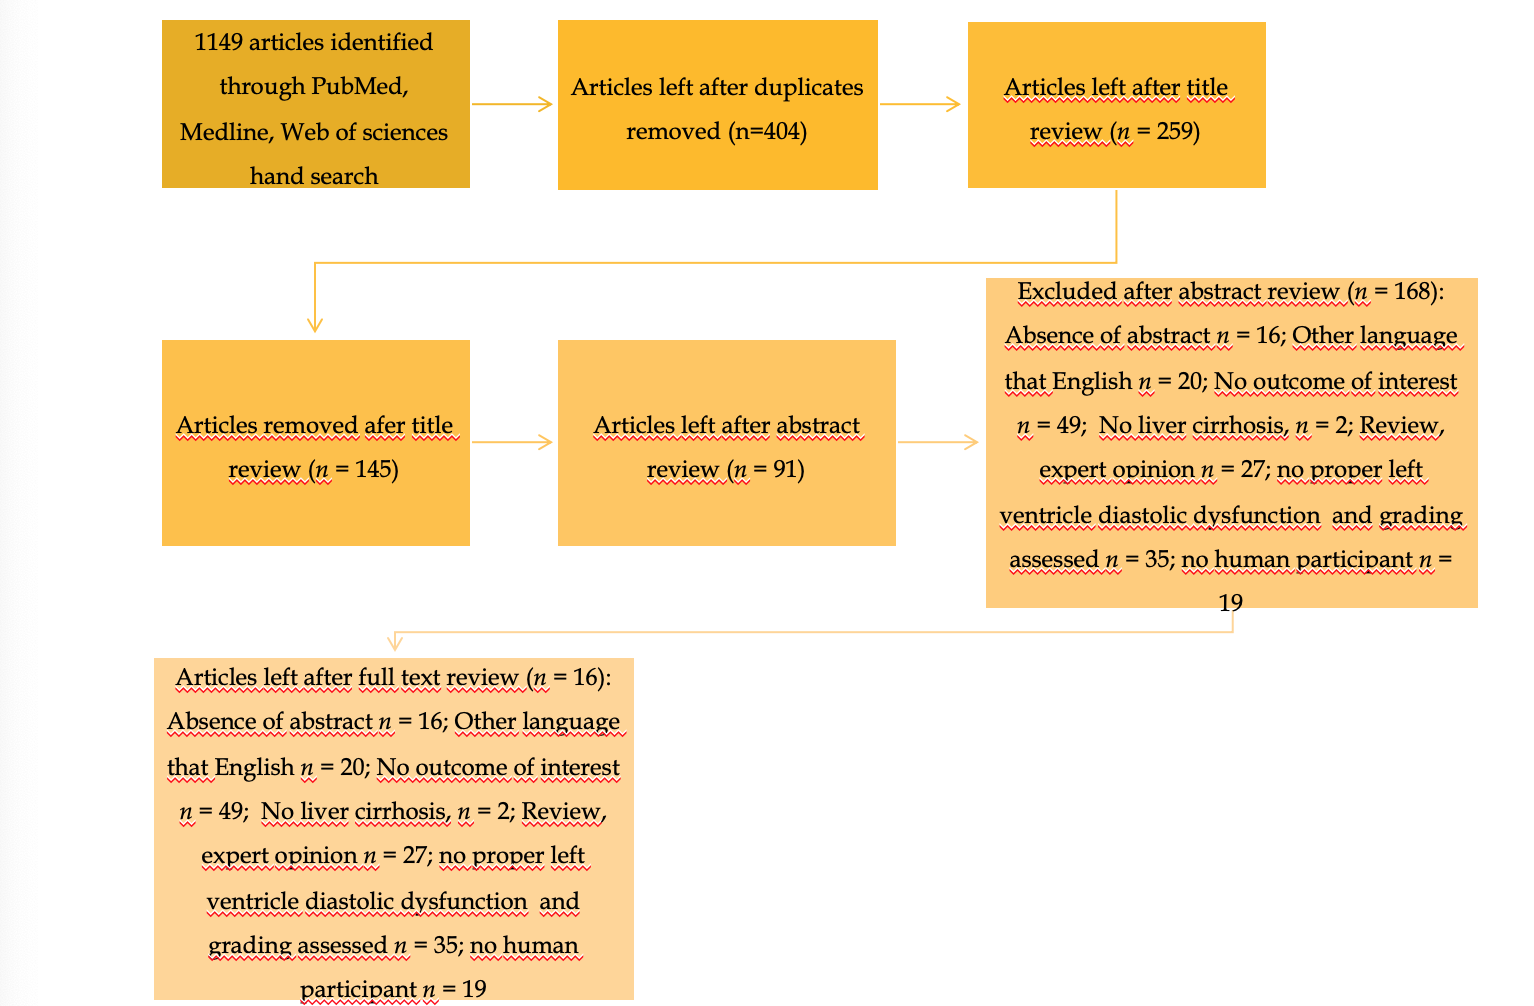 1149 articles identified
through PubMed,
Medline, Web of sciences
hand search
Articles left after duplicates
removed (n=404)
Articles left after title
review (n = 259)
Articles removed afer title
review (n = 145)
Articles left after abstract
review (n = 91)
Excluded after abstract review (n = 168):
Absence of abstract n = 16; Other language
that English n = 20; No outcome of interest
n = 49;  No liver cirrhosis, n = 2; Review,
expert opinion n = 27; no proper left
ventricle diastolic dysfunction  and grading
assessed n = 35; no human participant n =
19
Articles left after full text review (n = 16):
Absence of abstract n = 16; Other language
that English n = 20; No outcome of interest
n = 49;  No liver cirrhosis, n = 2; Review,
expert opinion n = 27; no proper left
ventricle diastolic dysfunction  and
grading assessed n = 35; no human
participant n = 19